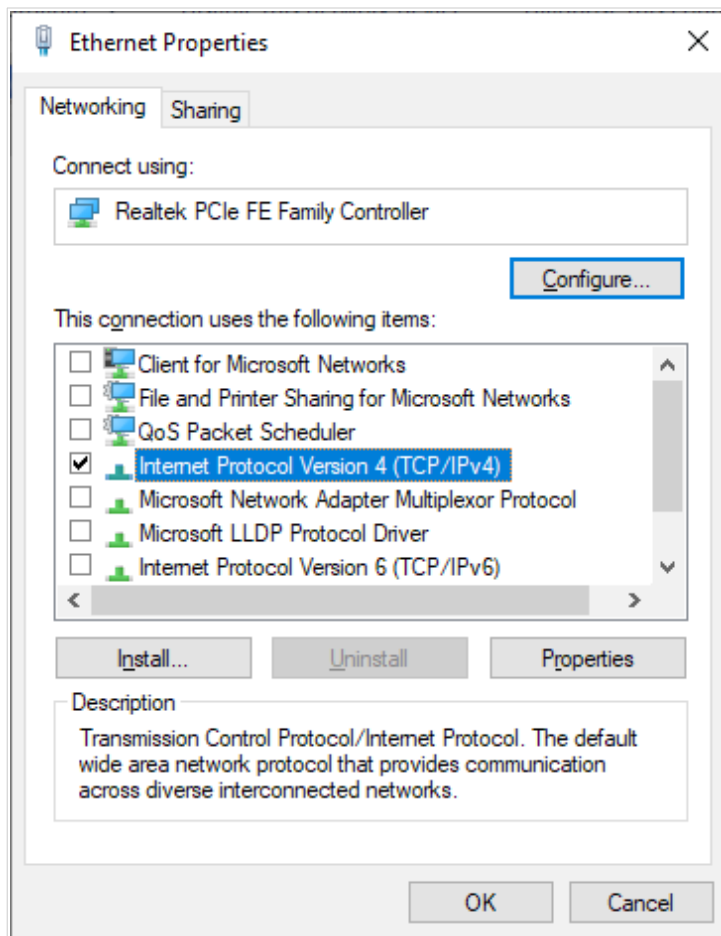 Ethernet Properties
Networking
Sharing
Connect using:
Realtek PCIe FE Family Controller
Configure...
This connection uses the following items:
Client for Microsoft Networks
File and Printer Sharing for Microsoft Networks
QoS Packet Scheduler
Internet Protocol Version 4 (TCP/IPv4)
Microsoft Network Adapter Multiplexor Protocol
Microsoft LLDP Protocol Driver
Internet Protocol Version 6 (TCP/IPv6)
Install...
Uninstall
Properties
Description
Transmission Control Protocol/Internet Protocol. The default
wide area network protocol that provides communication
across diverse interconnected networks.
OK
Cancel